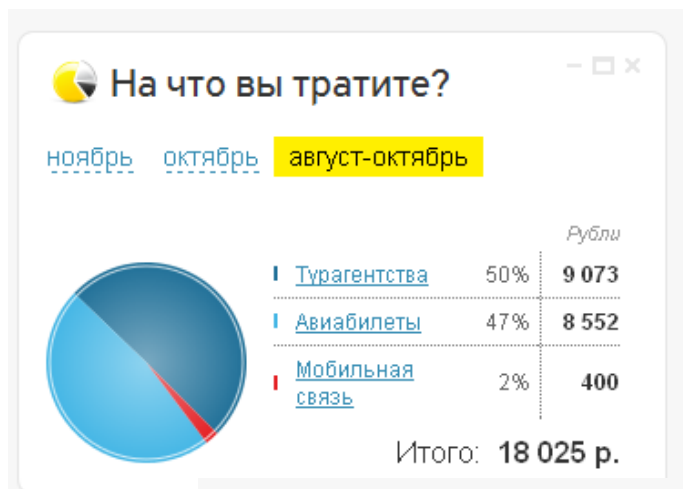 На что вы тратите?
ноябрь октябрь август-октябрь
Рубли
Турагентства 50% 9 073
Авиабилеты 47% 8 552
Мобильная
связь 2% 400
Итого: 18 025 р.